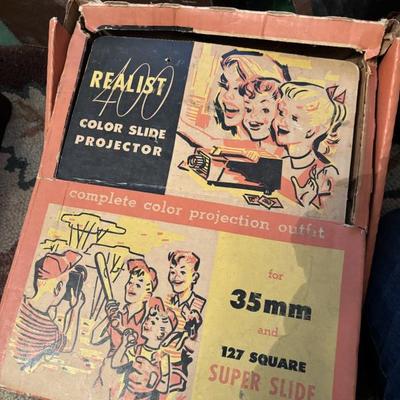 REALIST
400
COLOR SLIDE
PROJECTOR
complete color projection outfit
for
35mm
and
127 SQUARE
SUPER SLIDE